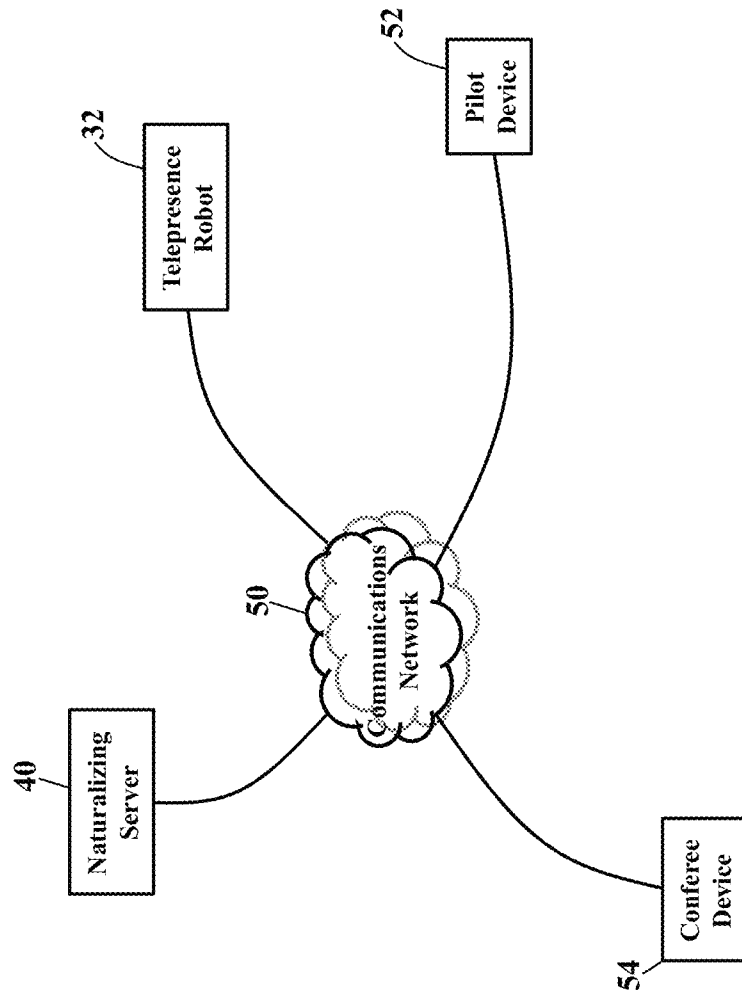 40
Naturalizing
Server
32
Telepresence
Robot
50
Communications
Network
54
Conferee
Device
52
Pilot
Device